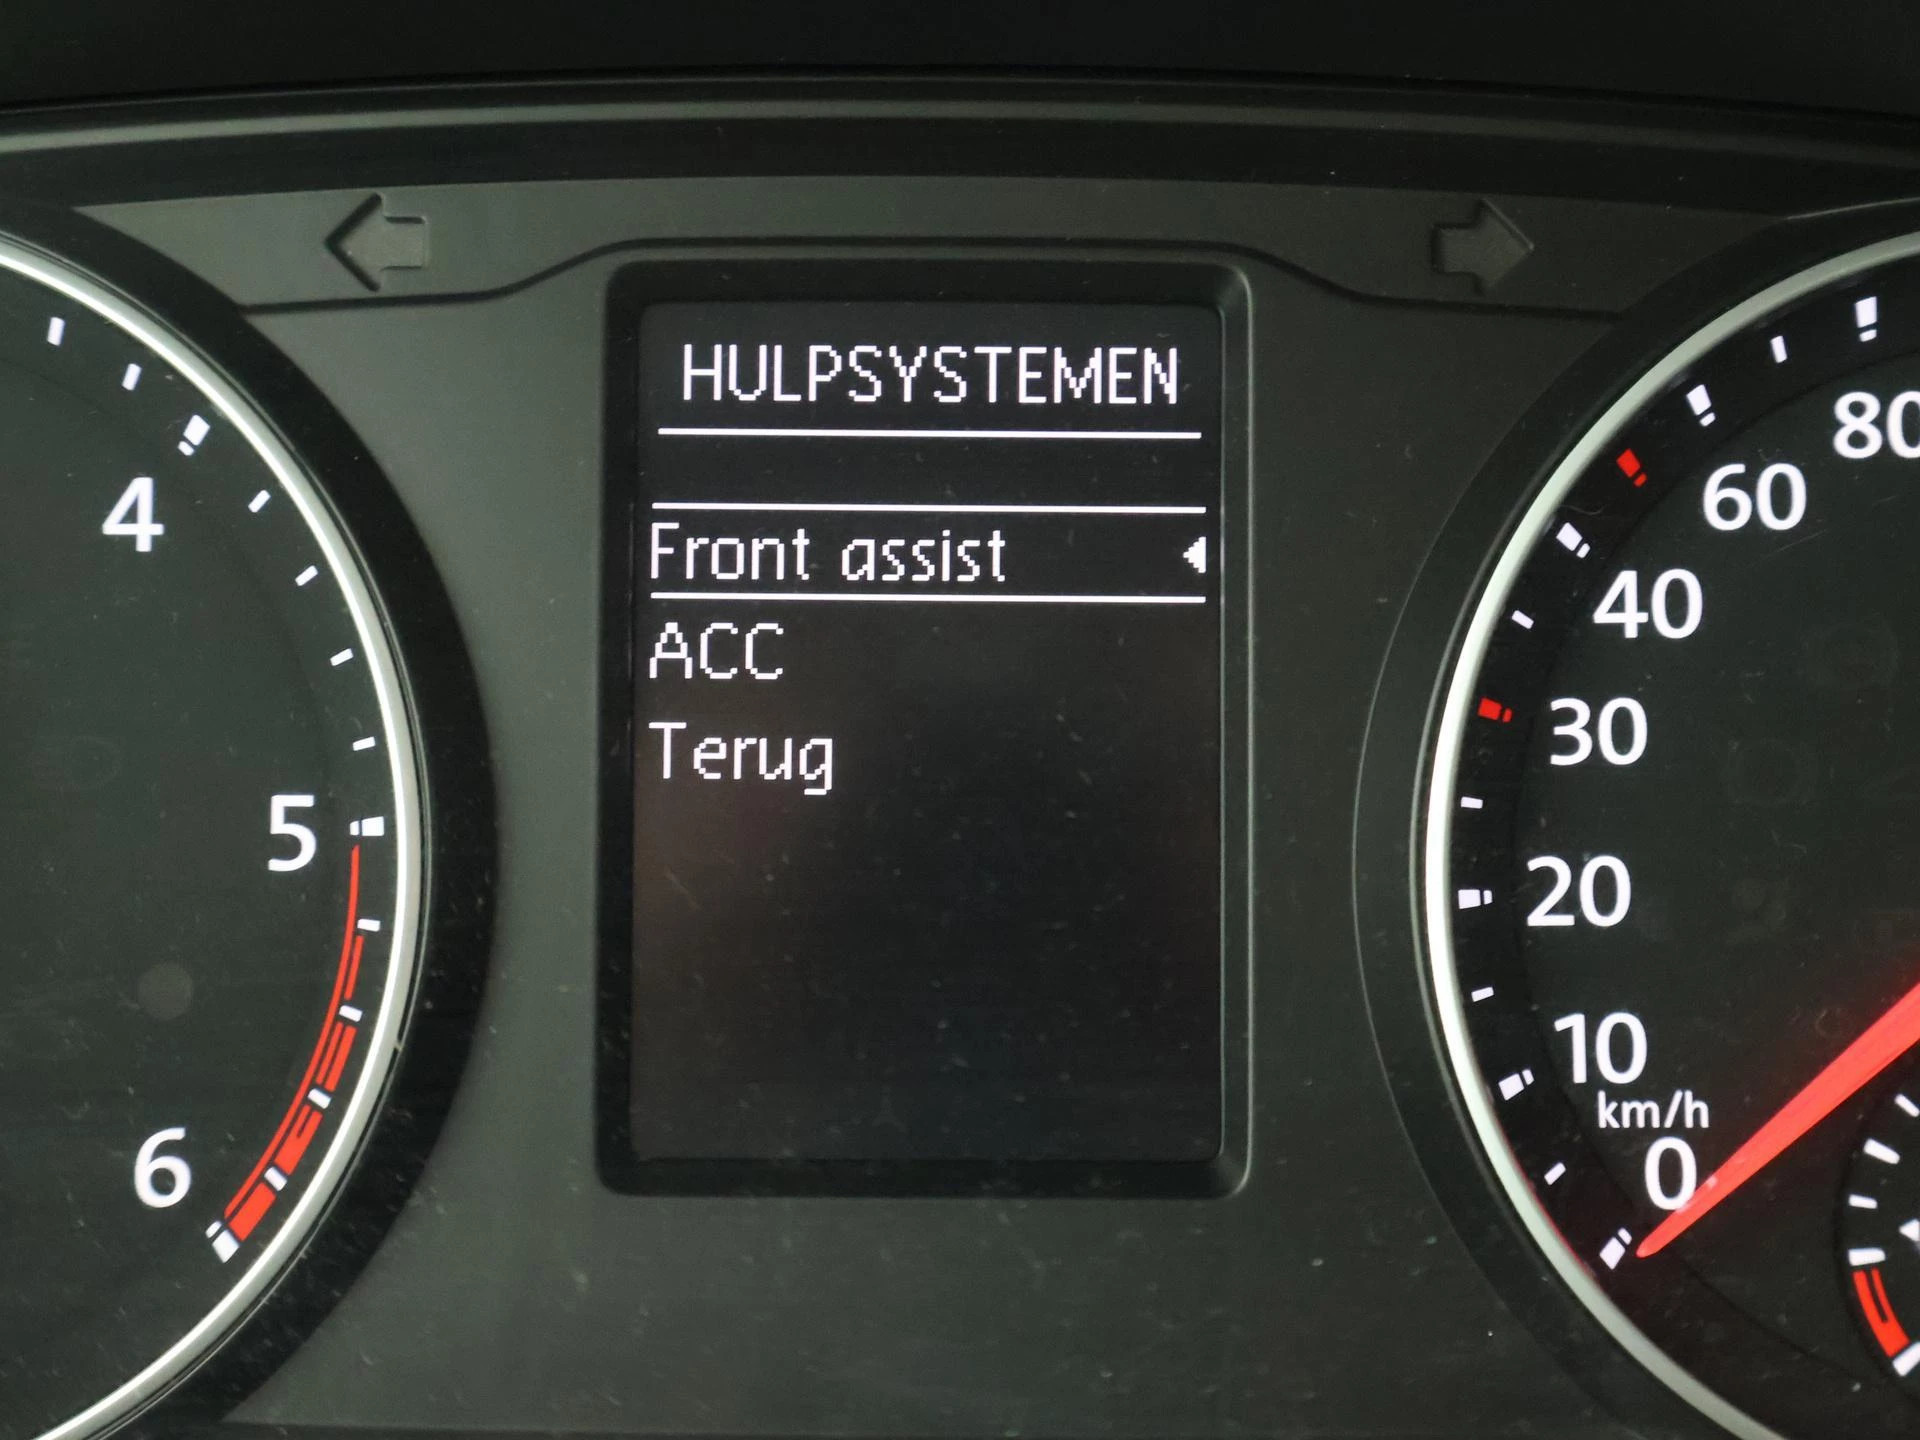 HULPSYSTEMEN
Front assist
ACC
Terug
4
5
6
80
60
40
30
20
10
km/h
0